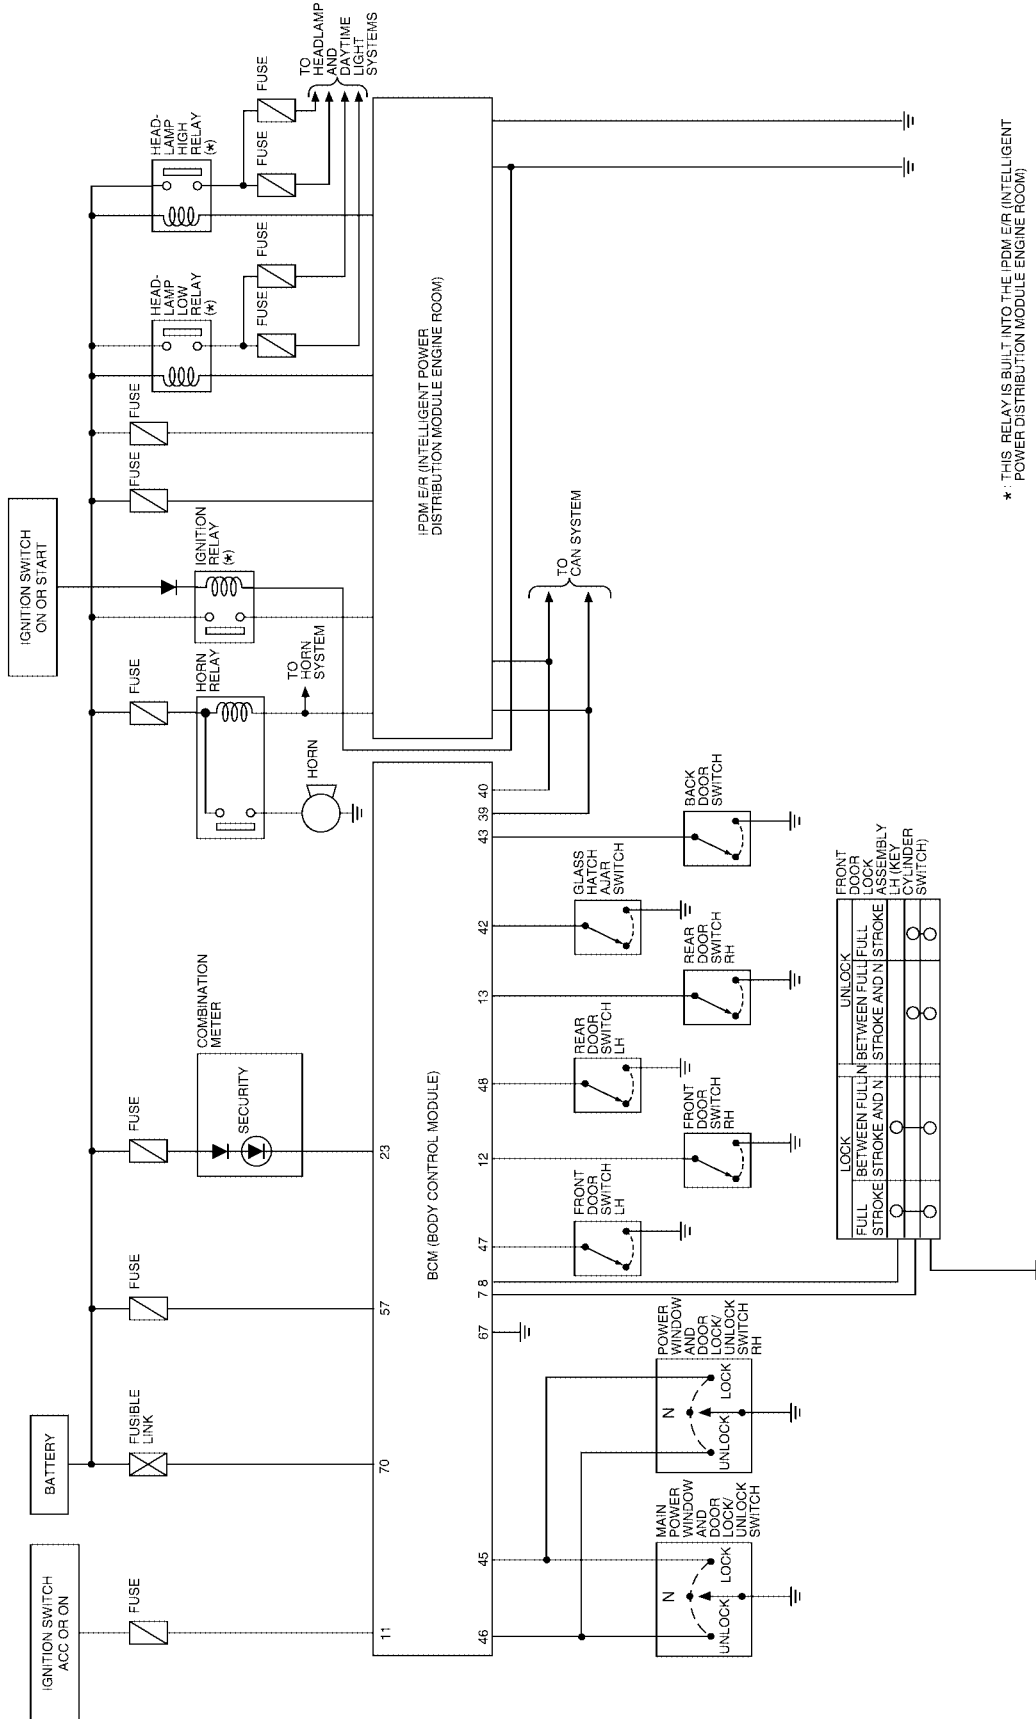 IGNITION SWITCH
ACC OR ON
FUSE
11
BATTERY
FUSIBLE
LINK
70
FUSE
57
FUSE
COMBINATION
METER
SECURITY
23
FUSE
HORN
RELAY
HORN
TO
HORN
SYSTEM
IGNITION SWITCH
ON OR START
IGNITION
RELAY
(*)
FUSE
FUSE
HEAD-
LAMP
LOW
RELAY
(*)
FUSE
FUSE
HEAD-
LAMP
HIGH
RELAY
(*)
FUSE
FUSE
TO
HEADLAMP
AND
DAYTIME
LIGHT
SYSTEMS
BCM (BODY CONTROL MODULE)
IPDM E/R (INTELLIGENT POWER
DISTRIBUTION MODULE ENGINE ROOM)
46
45
67
7
8
47
12
48
13
42
43
39
40
TO
CAN SYSTEM
MAIN
POWER
WINDOW
AND
DOOR
LOCK/
UNLOCK
SWITCH
N
UNLOCK
LOCK
POWER
WINDOW
AND
DOOR
LOCK/
UNLOCK
SWITCH
RH
N
UNLOCK
LOCK
FRONT
DOOR
SWITCH
LH
FRONT
DOOR
SWITCH
RH
REAR
DOOR
SWITCH
LH
REAR
DOOR
SWITCH
RH
GLASS
HATCH
AJAR
SWITCH
BACK
DOOR
SWITCH
LOCK
UNLOCK
FULL
STROKE
BETWEEN FULL
STROKE AND N
N
BETWEEN FULL
STROKE AND N
FULL
STROKE
FRONT
DOOR
LOCK
ASSEMBLY
LH (KEY
CYLINDER
SWITCH)
* : THIS RELAY IS BUILT INTO THE IPDM E/R (INTELLIGENT
POWER DISTRIBUTION MODULE ENGINE ROOM)